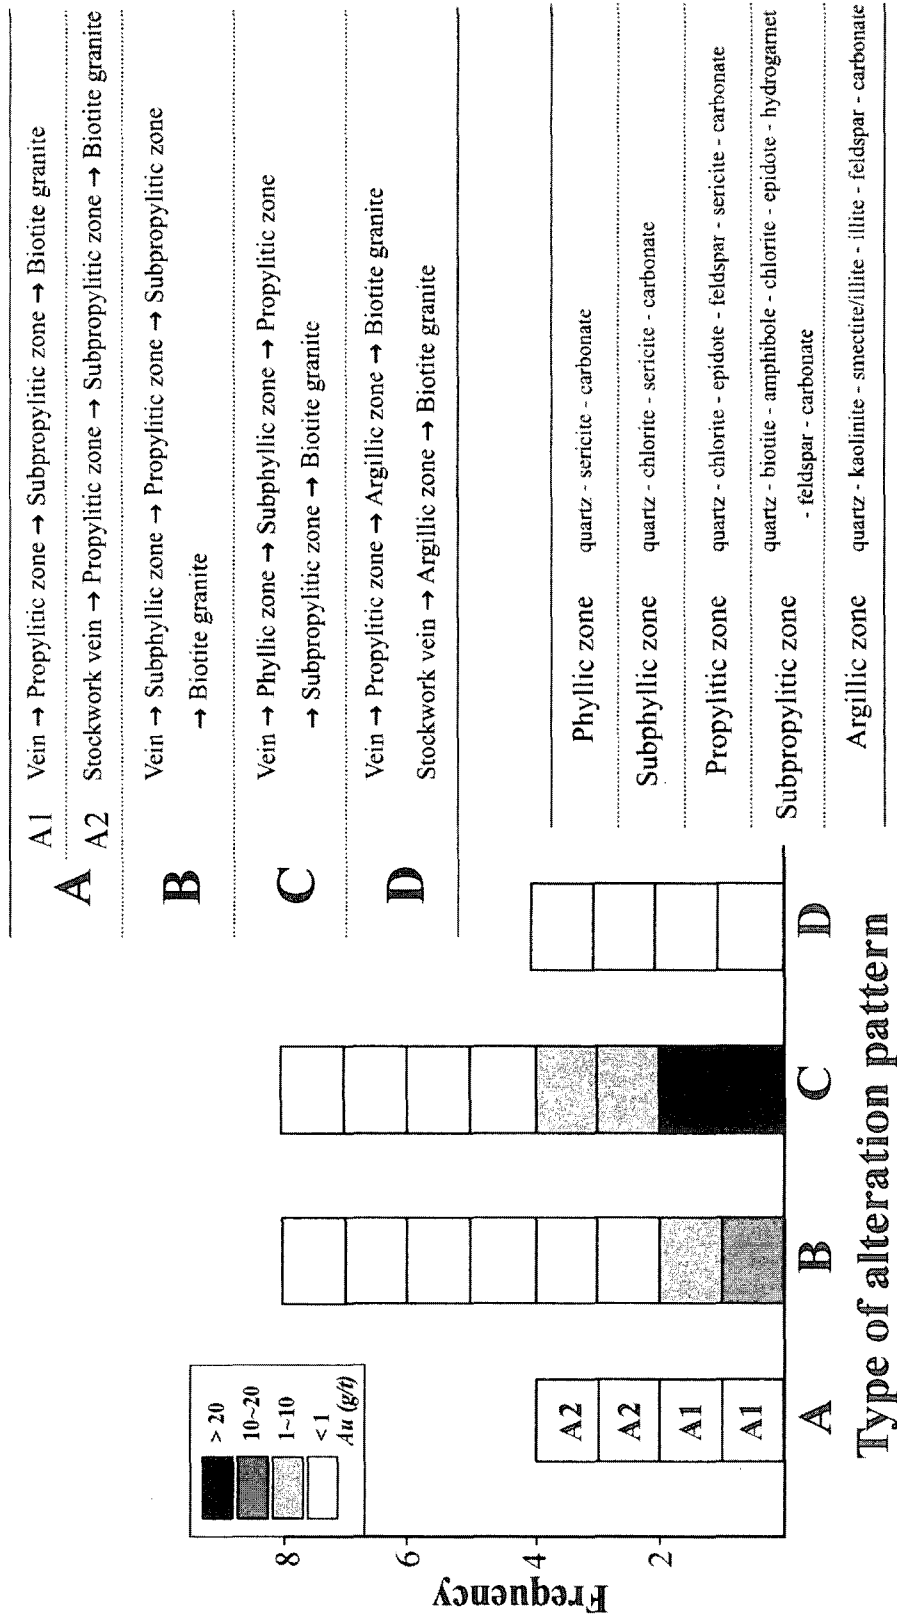 Frequency
8
6
4
2
> 20
10~20
1~10
< 1
Au (g/t)
A2
A2
A1
A1
A
B
C
D
Type of alteration pattern
A
A1
Vein → Propylitic zone → Subpropylitic zone → Biotite granite
A2
Stockwork vein → Propylitic zone → Subpropylitic zone → Biotite granite
B
Vein → Subphyllic zone → Propylitic zone → Subpropylitic zone
→ Biotite granite
C
Vein → Phyllic zone → Subphyllic zone → Propylitic zone
→ Subpropylitic zone → Biotite granite
D
Vein → Propylitic zone → Argillic zone → Biotite granite
Stockwork vein → Argillic zone → Biotite granite
Phyllic zone quartz - sericite - carbonate
Subphyllic zone quartz - chlorite - sericite - carbonate
Propylitic zone quartz - chlorite - epidote - feldspar - sericite - carbonate
Subpropylitic zone quartz - biotite - amphibole - chlorite - epidote - hydrogarnet
- feldspar - carbonate
Argillic zone quartz - kaolinite - smectite/illite - illite - feldspar - carbonate